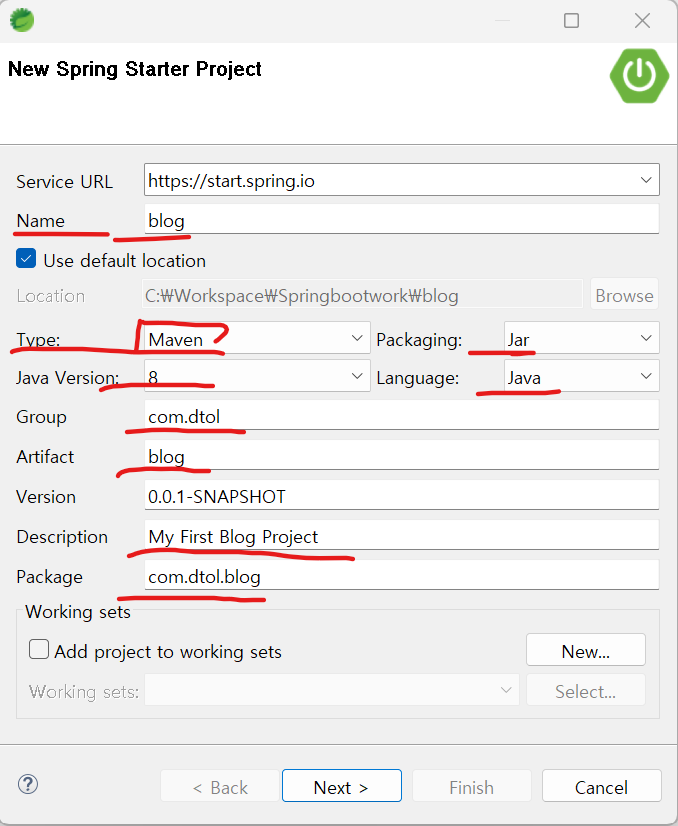 New Spring Starter Project
Service URL https://start.spring.io
Name blog
Use default location
Location C:₩Workspace₩Springbootwork₩blog Browse
Type: Maven Packaging: Jar
Java Version: 8 Language: Java
Group com.dtol
Artifact blog
Version 0.0.1-SNAPSHOT
Description My First Blog Project
Package com.dtol.blog
Working sets
Add project to working sets New...
Working sets: Select...
< Back Next > Finish Cancel